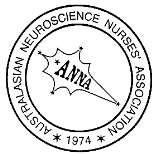 AUSTRALASIAN NEUROSCIENCE NURSES' ASSOCIATION
ANNA
1974